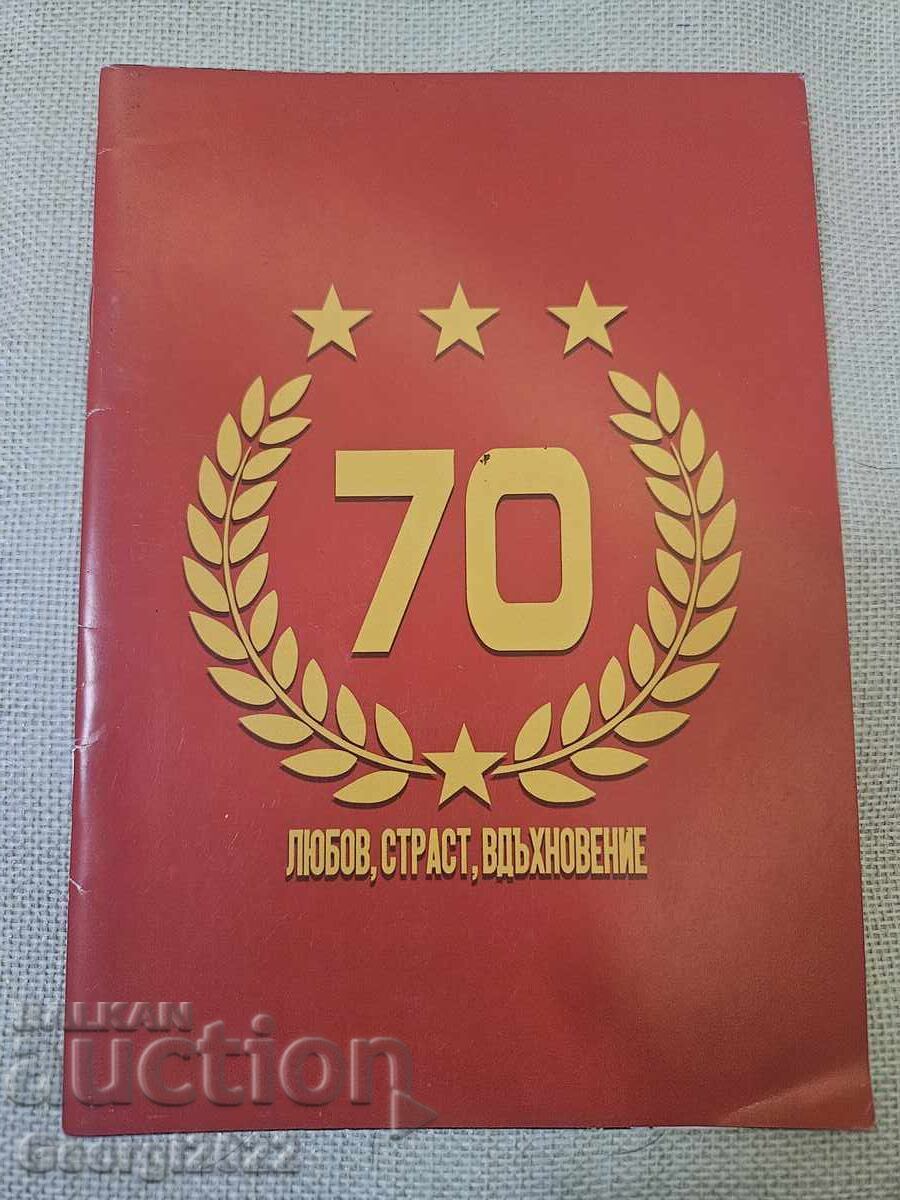 70
ЛЮБОВ, СТРАСТ, ВДЪХНОВЕНИЕ
BALKAN
auction
Georgi2k22